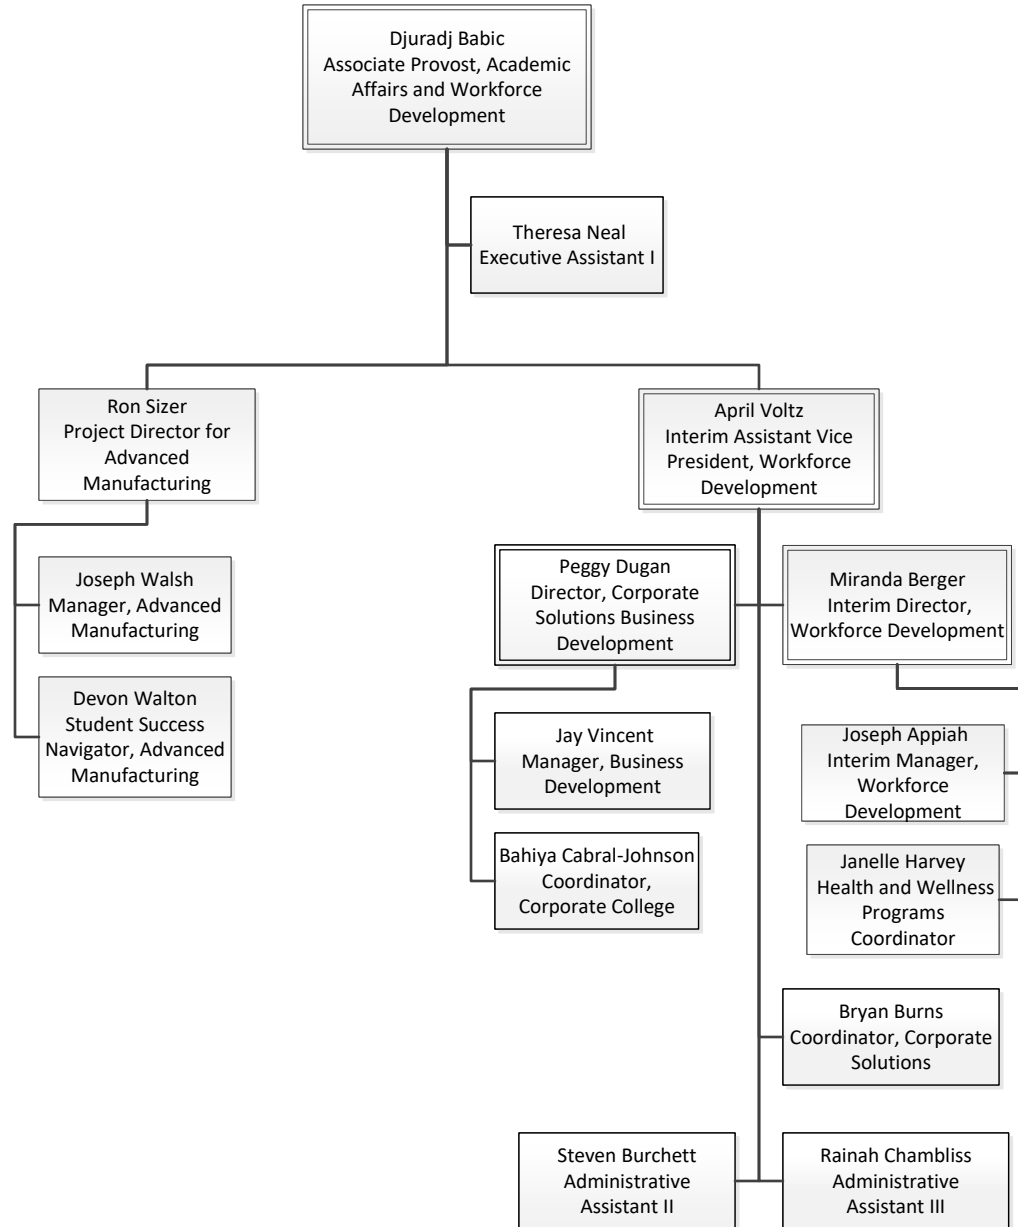 Djuradj Babic
Associate Provost, Academic
Affairs and Workforce
Development
Theresa Neal
Executive Assistant I
Ron Sizer
Project Director for
Advanced
Manufacturing
April Voltz
Interim Assistant Vice
President, Workforce
Development
Joseph Walsh
Manager, Advanced
Manufacturing
Devon Walton
Student Success
Navigator, Advanced
Manufacturing
Peggy Dugan
Director, Corporate
Solutions Business
Development
Miranda Berger
Interim Director,
Workforce Development
Jay Vincent
Manager, Business
Development
Bahiya Cabral-Johnson
Coordinator,
Corporate College
Joseph Appiah
Interim Manager,
Workforce
Development
Janelle Harvey
Health and Wellness
Programs
Coordinator
Bryan Burns
Coordinator, Corporate
Solutions
Steven Burchett
Administrative
Assistant II
Rainah Chambliss
Administrative
Assistant III